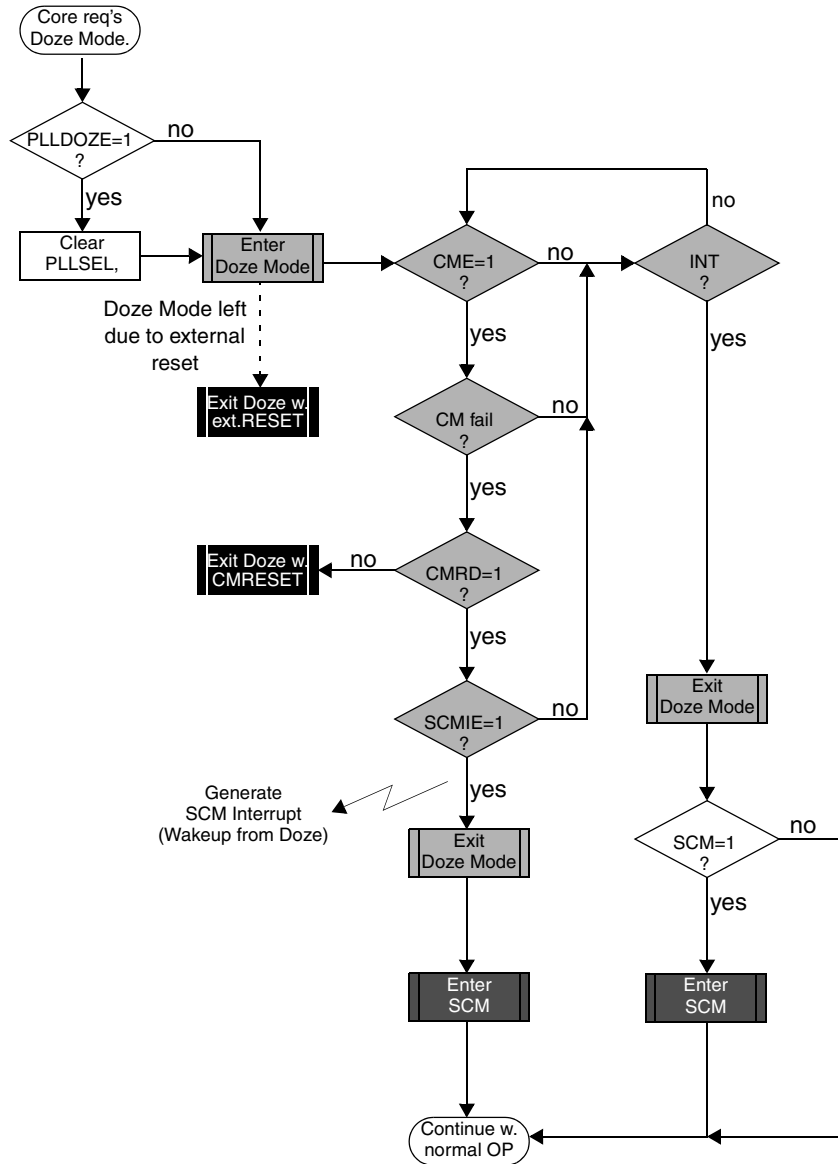 Core req's
Doze Mode.
PLLDOZE=1
?
no
yes
Clear
PLLSEL,
Enter
Doze Mode
Doze Mode left
due to external
reset
Exit Doze w.
ext.RESET
CME=1
?
no
yes
INT
?
no
yes
CM fail
?
no
yes
CMRD=1
?
no
yes
Exit Doze w.
CMRESET
SCMIE=1
?
no
yes
Generate
SCM Interrupt
(Wakeup from Doze)
Exit
Doze Mode
Enter
SCM
Exit
Doze Mode
SCM=1
?
no
yes
Enter
SCM
Continue w.
normal OP